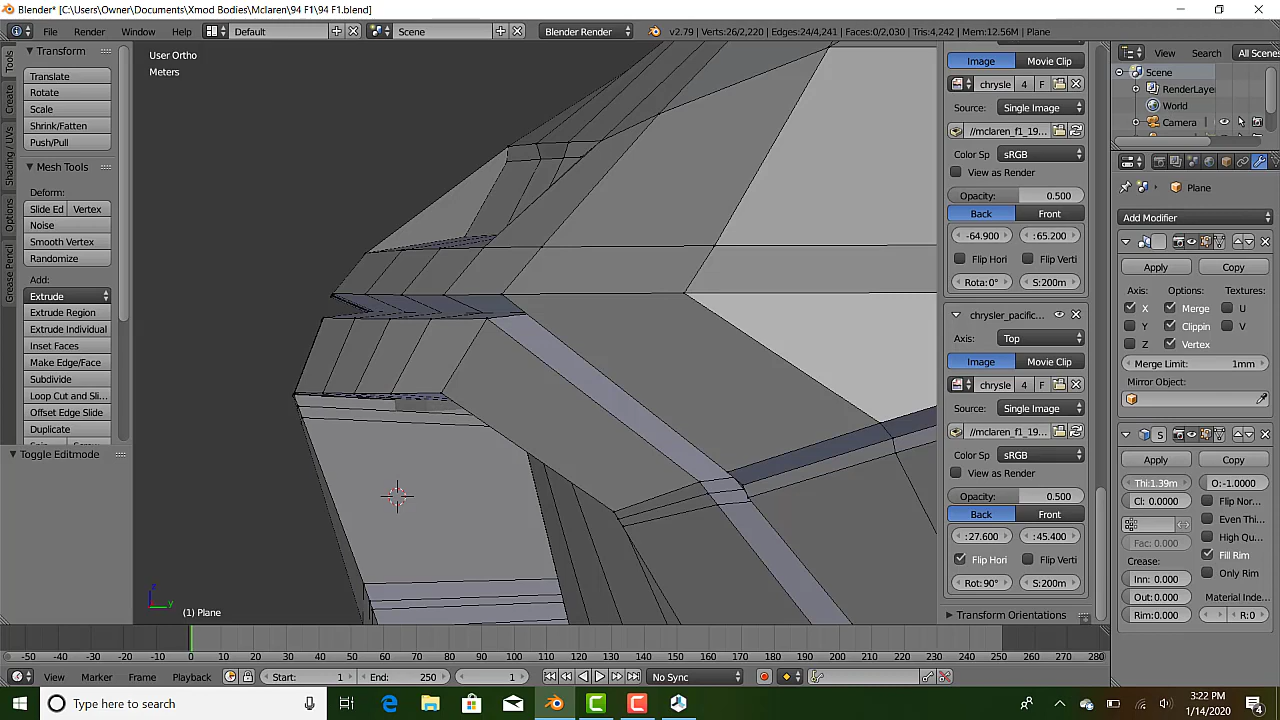 Blender* [C:\Users\Owner\Documents\Xmod Bodies\Mclaren\94 F1\94 F1.blend]
File Render Window Help Default Scene Blender Render v2.79 | Verts:26/2,220 | Edges:24/4,241 | Faces:0/2,030 | Tris:4,242 | Mem:12.56M | Plane
Tools
Create
Shading / UVs
Options
Grease Pencil
Transform
Translate
Rotate
Scale
Shrink/Fatten
Push/Pull
Mesh Tools
Deform:
Slide Ed Vertex
Noise
Smooth Vertex
Randomize
Add:
Extrude
Extrude Region
Extrude Individual
Inset Faces
Make Edge/Face
Subdivide
Loop Cut and Sli...
Offset Edge Slide
Duplicate
Toggle Editmode
User Ortho
Meters
z
y
(1) Plane
Image Movie Clip
chrysle 4 F
Source: Single Image
//mclaren_f1_19...
Color Sp sRGB
View as Render
Opacity: 0.500
Back Front
-64.900 :65.200
Flip Hori Flip Verti
Rota:0° S:200m
chrysler_pacific...
Axis: Top
Image Movie Clip
chrysle 4 F
Source: Single Image
//mclaren_f1_19...
Color Sp sRGB
View as Render
Opacity: 0.500
Back Front
:27.600 :45.400
Flip Hori Flip Verti
Rot: 90° S:200m
Transform Orientations
View Search All Scenes
Scene
RenderLaye
World
Camera
Plane
Add Modifier
Apply Copy
Axis: Options: Textures:
X Merge U
Y Clippin V
Z Vertex
Merge Limit: 1mm
Mirror Object:
S
Apply Copy
Thi:1.39m O:-1.0000
Cl: 0.0000 Flip Nor...
Even Thi...
Fac: 0.000 High Qu...
Crease: Fill Rim
Inn: 0.000 Only Rim
Out: 0.000 Material Inde...
Rim:0.000 R:0
-50 -40 -30 -20 -10 0 10 20 30 40 50 60 70 80 90 100 110 120 130 140 150 160 170 180 190 200 210 220 230 240 250 260 270 280
View Marker Frame Playback Start: 1 End: 250 1 No Sync
Type here to search
3:22 PM
1/14/2020
4